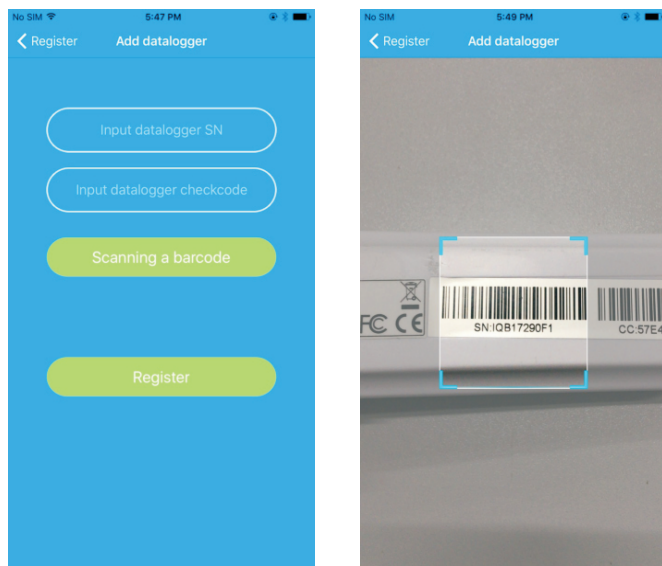 No SIM 5:47 PM
Register Add datalogger
Input datalogger SN
Input datalogger checkcode
Scanning a barcode
Register
No SIM 5:49 PM
Register Add datalogger
FC CE
SN:IQB17290F1
CC:57E4